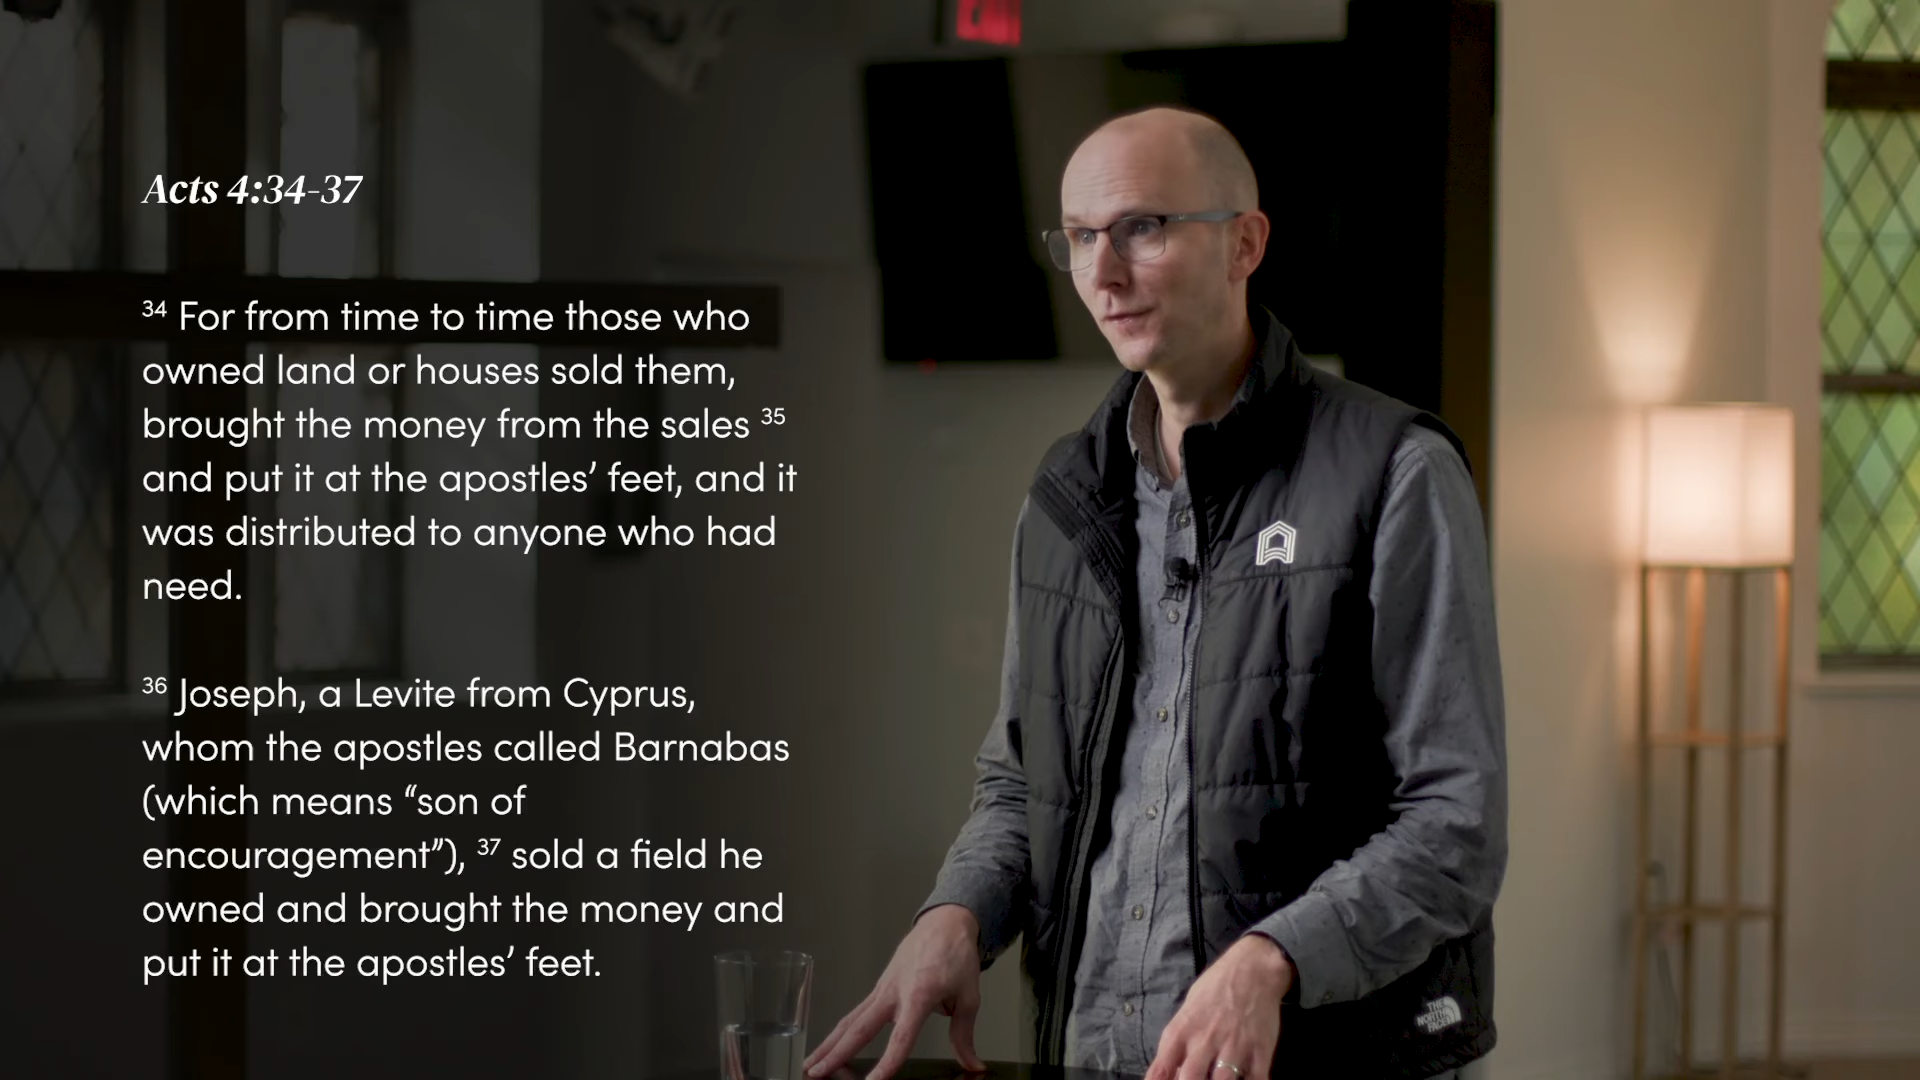 Acts 4:34-37
³⁴ For from time to time those who
owned land or houses sold them,
brought the money from the sales ³⁵
and put it at the apostles’ feet, and it
was distributed to anyone who had
need.
³⁶ Joseph, a Levite from Cyprus,
whom the apostles called Barnabas
(which means “son of
encouragement”), ³⁷ sold a field he
owned and brought the money and
put it at the apostles’ feet.
THE
NORTH
FACE